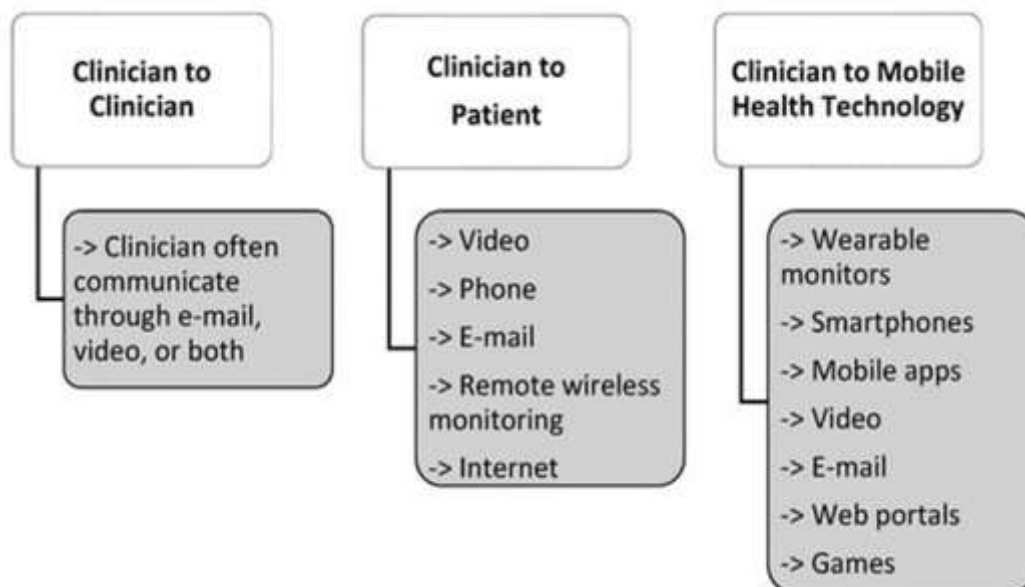 Clinician to
Clinician
-> Clinician often
communicate
through e-mail,
video, or both
Clinician to
Patient
-> Video
-> Phone
-> E-mail
-> Remote wireless
monitoring
-> Internet
Clinician to Mobile
Health Technology
-> Wearable
monitors
-> Smartphones
-> Mobile apps
-> Video
-> E-mail
-> Web portals
-> Games